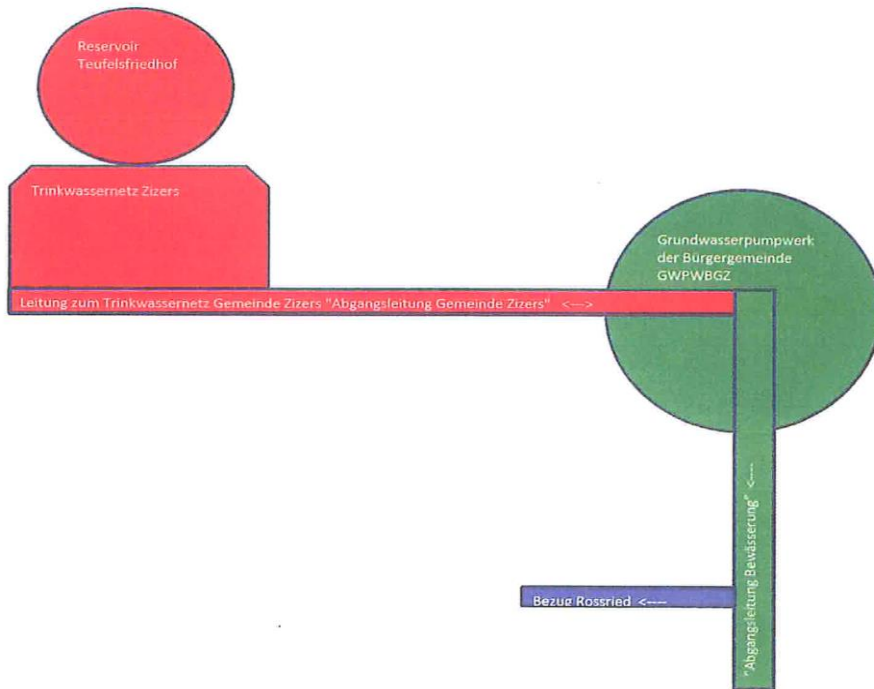 Reservoir
Teufelsfriedhof
Trinkwassernetz Zizers
Grundwasserpumpwerk
der Bürgergemeinde
GWPWBGZ
Leitung zum Trinkwassernetz Gemeinde Zizers "Abgangsleitung Gemeinde Zizers" <--->
"Abgangsleitung Bewässerung" <----
Bezug Rossried <----